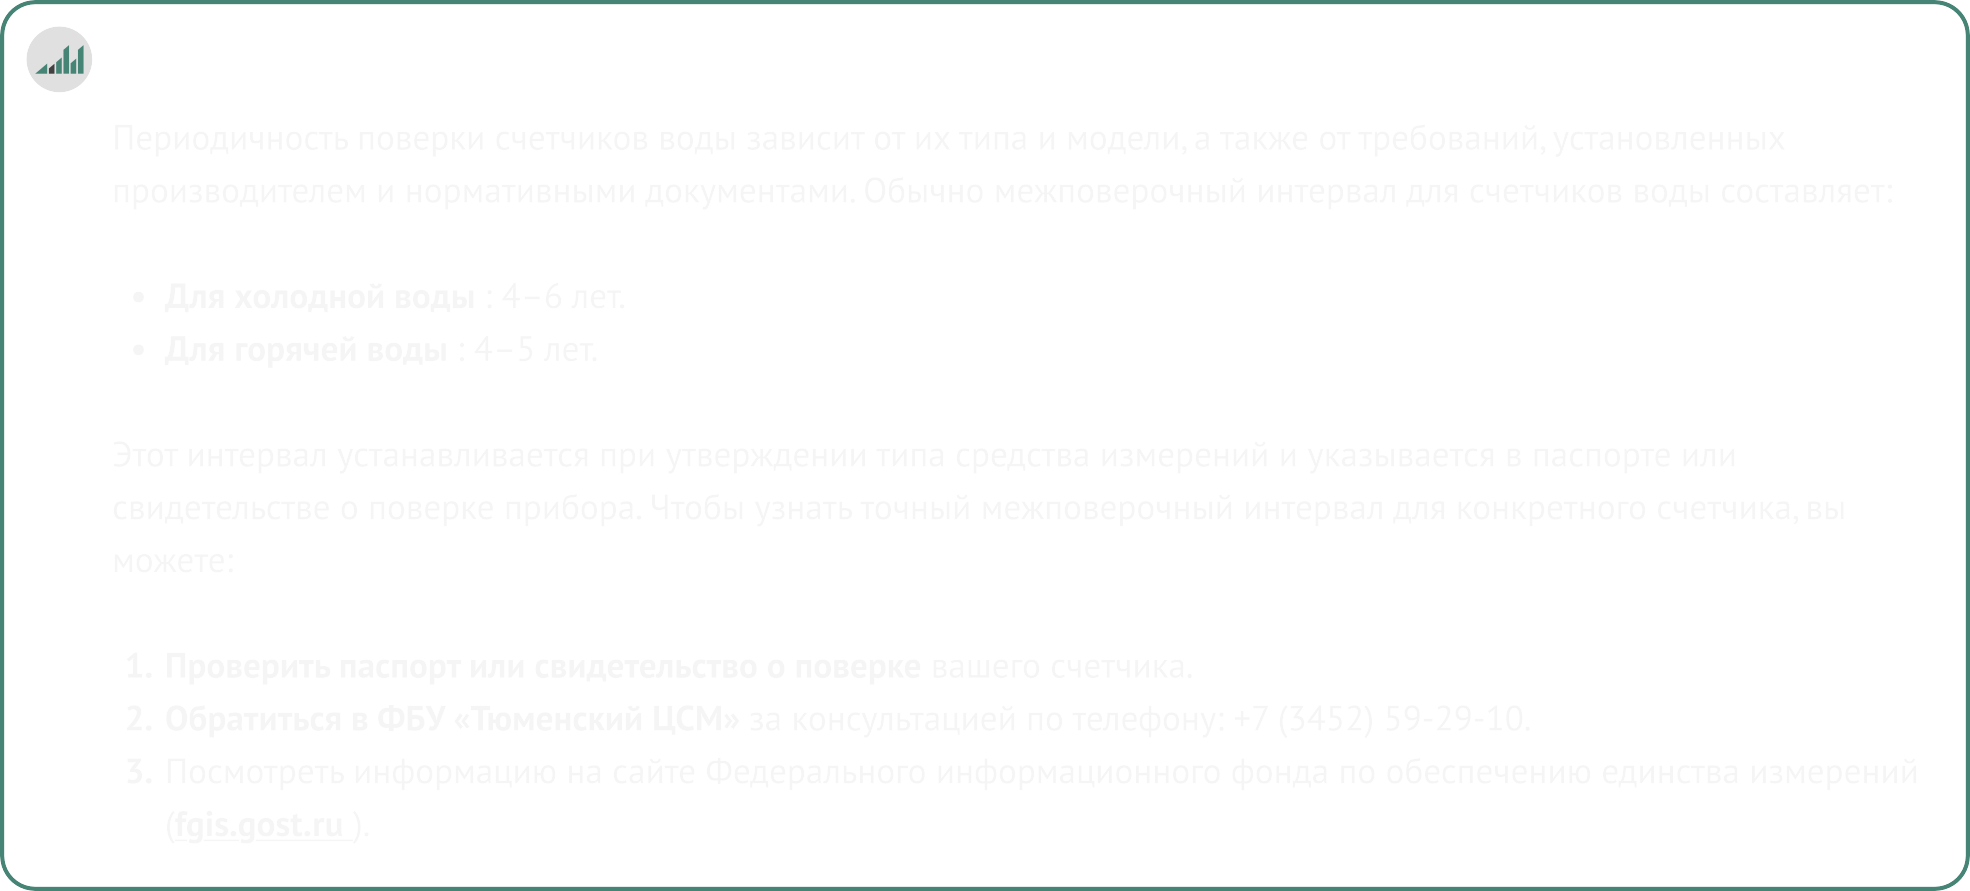 Периодичность поверки счетчиков воды зависит от их типа и модели, а также от требований, установленных
производителем и нормативными документами. Обычно межповерочный интервал для счетчиков воды составляет:
• Для холодной воды : 4–6 лет.
• Для горячей воды : 4–5 лет.
Этот интервал устанавливается при утверждении типа средства измерений и указывается в паспорте или
свидетельстве о поверке прибора. Чтобы узнать точный межповерочный интервал для конкретного счетчика, вы
можете:
1. Проверить паспорт или свидетельство о поверке вашего счетчика.
2. Обратиться в ФБУ «Тюменский ЦСМ» за консультацией по телефону: +7 (3452) 59-29-10.
3. Посмотреть информацию на сайте Федерального информационного фонда по обеспечению единства измерений
(fgis.gost.ru ).